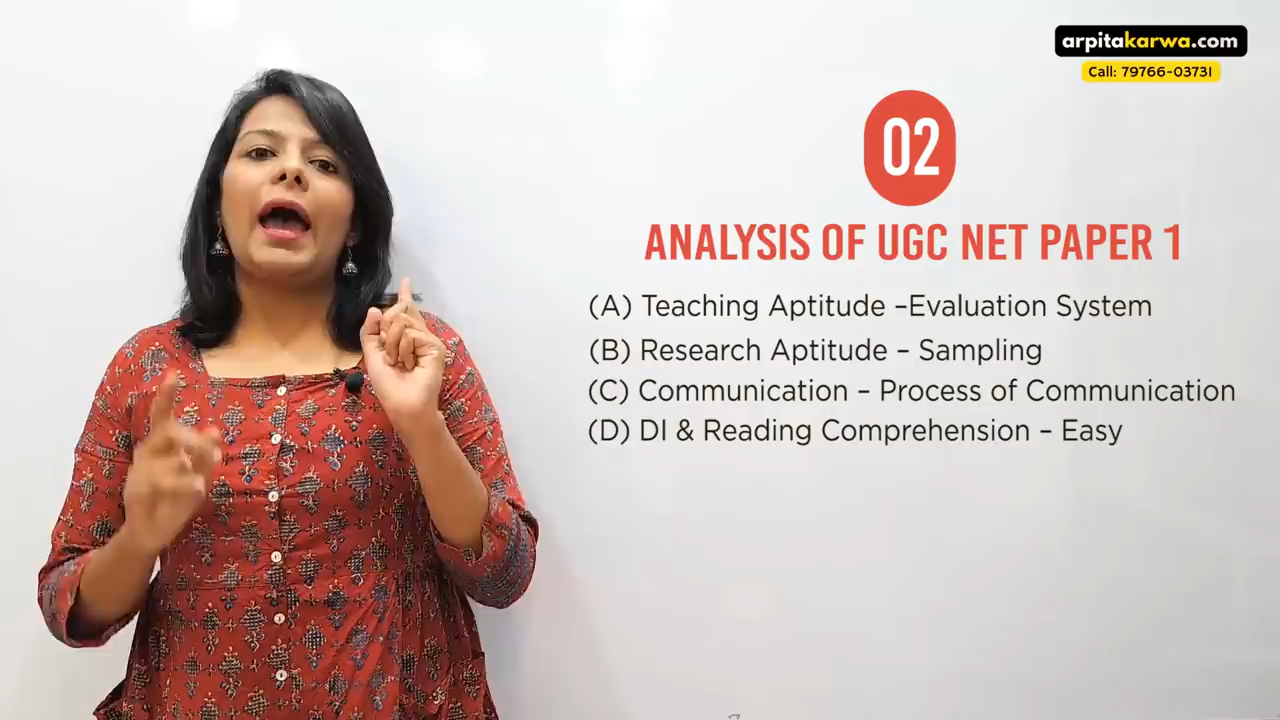 arpitakarwa.com
Call: 79766-03731
02
ANALYSIS OF UGC NET PAPER 1
(A) Teaching Aptitude –Evaluation System
(B) Research Aptitude – Sampling
(C) Communication – Process of Communication
(D) DI & Reading Comprehension – Easy